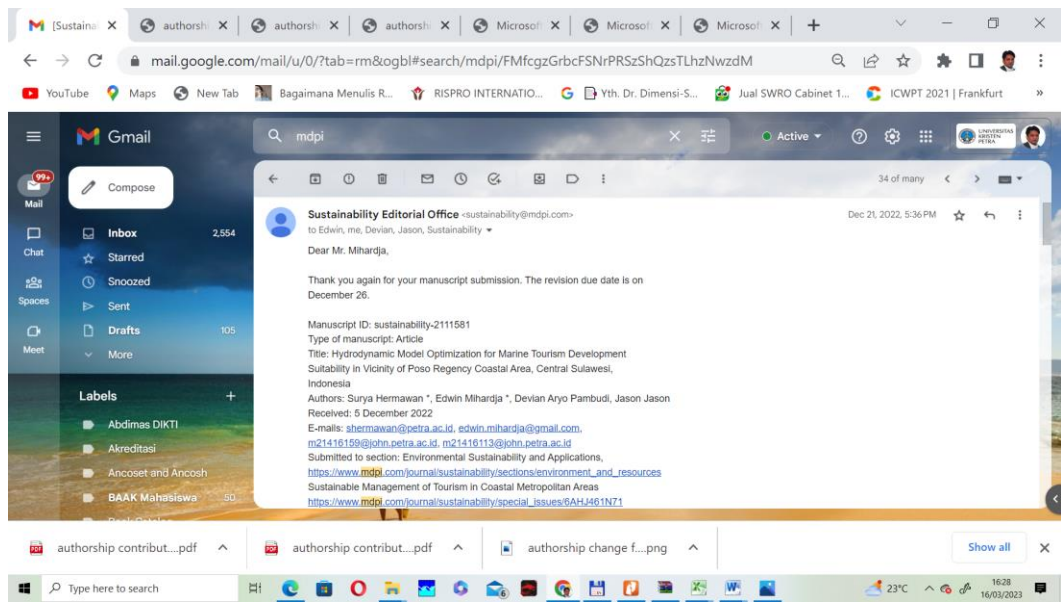 [Sustaina
authorshi
authorshi
authorshi
Microsoft
Microsoft
Microsoft
mail.google.com/mail/u/0/?tab=rm&ogbl#search/mdpi/FMfcgzGrbcFSNrPRSzShQzsTLhzNwzdM
YouTube
Maps
New Tab
Bagaimana Menulis R...
RISPRO INTERNATIO...
Yth. Dr. Dimensi-S...
Jual SWRO Cabinet 1...
ICWPT 2021 | Frankfurt
»
Gmail
mdpi
Active
UNIVERSITAS KRISTEN PETRA
99+
Mail
Chat
Spaces
Meet
Compose
Inbox 2,554
Starred
Snoozed
Sent
Drafts 105
More
Labels +
Abdimas DIKTI
Akreditasi
Ancoset and Ancosh
BAAK Mahasiswa 50
34 of many
Sustainability Editorial Office <sustainability@mdpi.com>
Dec 21, 2022, 5:36 PM
to Edwin, me, Devian, Jason, Sustainability
Dear Mr. Mihardja,
Thank you again for your manuscript submission. The revision due date is on
December 26.
Manuscript ID: sustainability-2111581
Type of manuscript: Article
Title: Hydrodynamic Model Optimization for Marine Tourism Development
Suitability in Vicinity of Poso Regency Coastal Area, Central Sulawesi,
Indonesia
Authors: Surya Hermawan *, Edwin Mihardja *, Devian Aryo Pambudi, Jason Jason
Received: 5 December 2022
E-mails: shermawan@petra.ac.id, edwin.mihardja@gmail.com,
m21416159@john.petra.ac.id, m21416113@john.petra.ac.id
Submitted to section: Environmental Sustainability and Applications,
https://www.mdpi.com/journal/sustainability/sections/environment_and_resources
Sustainable Management of Tourism in Coastal Metropolitan Areas
https://www.mdpi.com/journal/sustainability/special_issues/6AHJ461N71
authorship contribut....pdf
authorship contribut....pdf
authorship change f....png
Show all
Type here to search
6
23°C
16:28
16/03/2023